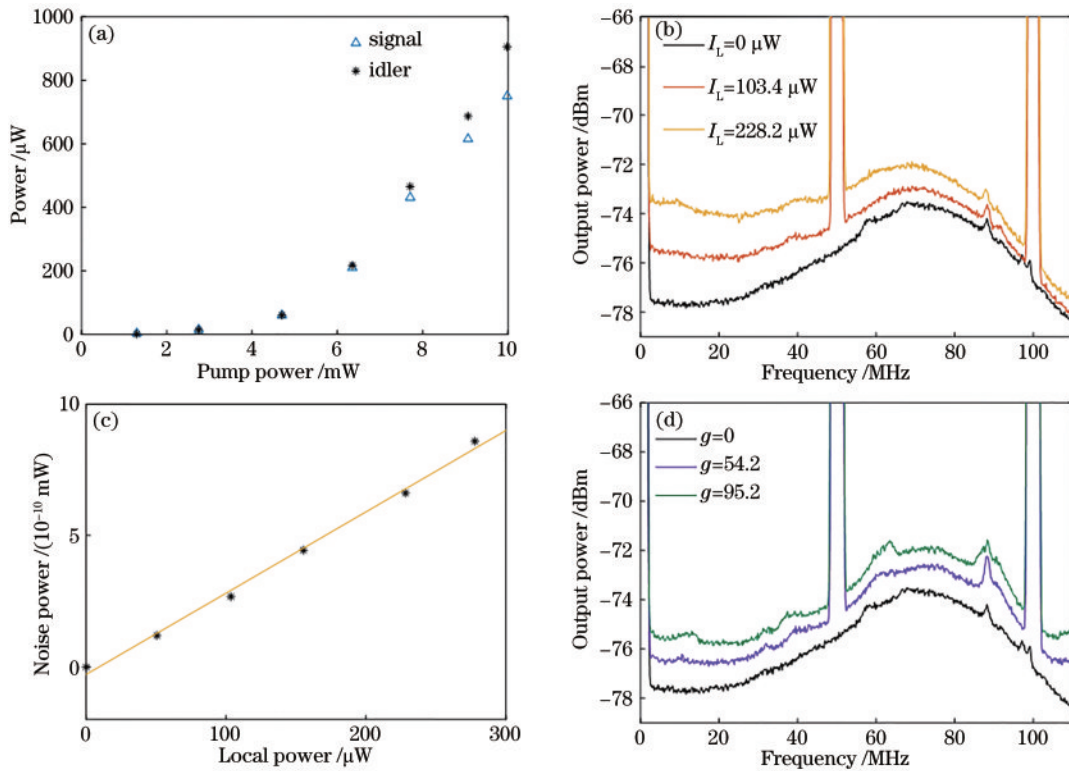 (a)
signal
idler
1000
800
600
400
200
0
0 2 4 6 8 10
Power /μW
Pump power /mW
(b)
I_L=0 μW
I_L=103.4 μW
I_L=228.2 μW
−66
−68
−70
−72
−74
−76
−78
0 20 40 60 80 100
Output power /dBm
Frequency /MHz
(c)
10
5
0
0 100 200 300
Noise power /(10⁻¹⁰ mW)
Local power /μW
(d)
g=0
g=54.2
g=95.2
−66
−68
−70
−72
−74
−76
−78
0 20 40 60 80 100
Output power /dBm
Frequency /MHz